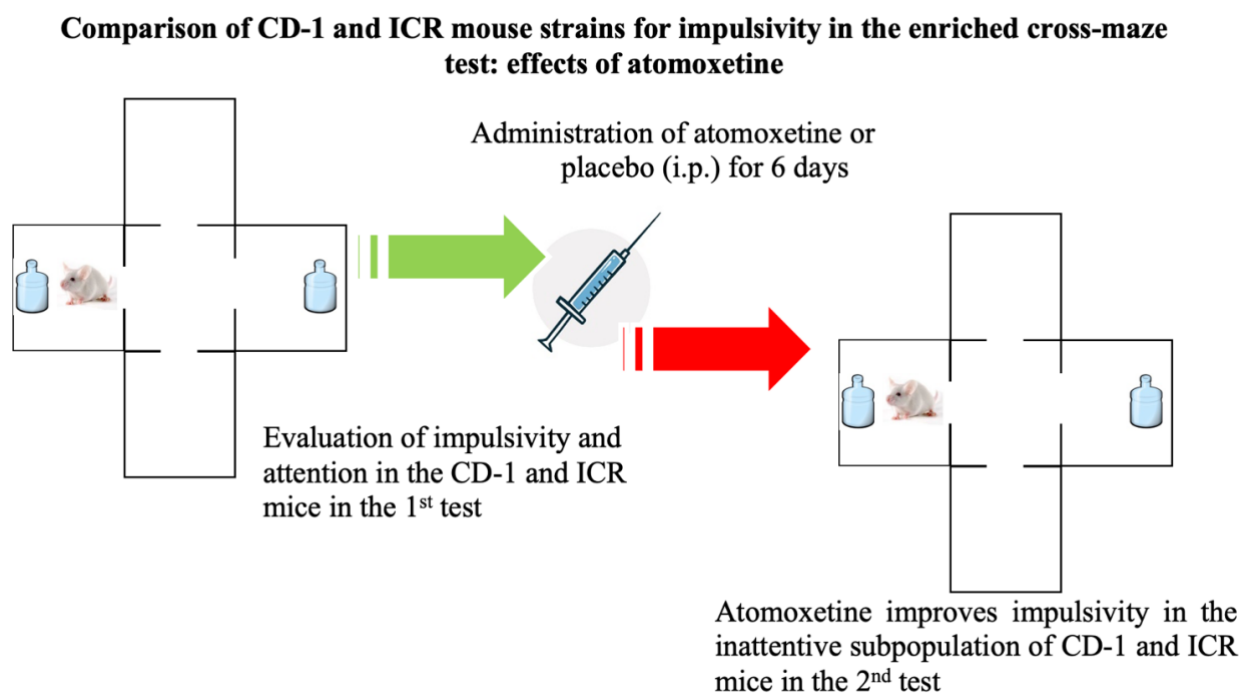 Comparison of CD-1 and ICR mouse strains for impulsivity in the enriched cross-maze
test: effects of atomoxetine
Administration of atomoxetine or
placebo (i.p.) for 6 days
Evaluation of impulsivity and
attention in the CD-1 and ICR
mice in the 1st test
Atomoxetine improves impulsivity in the
inattentive subpopulation of CD-1 and ICR
mice in the 2nd test